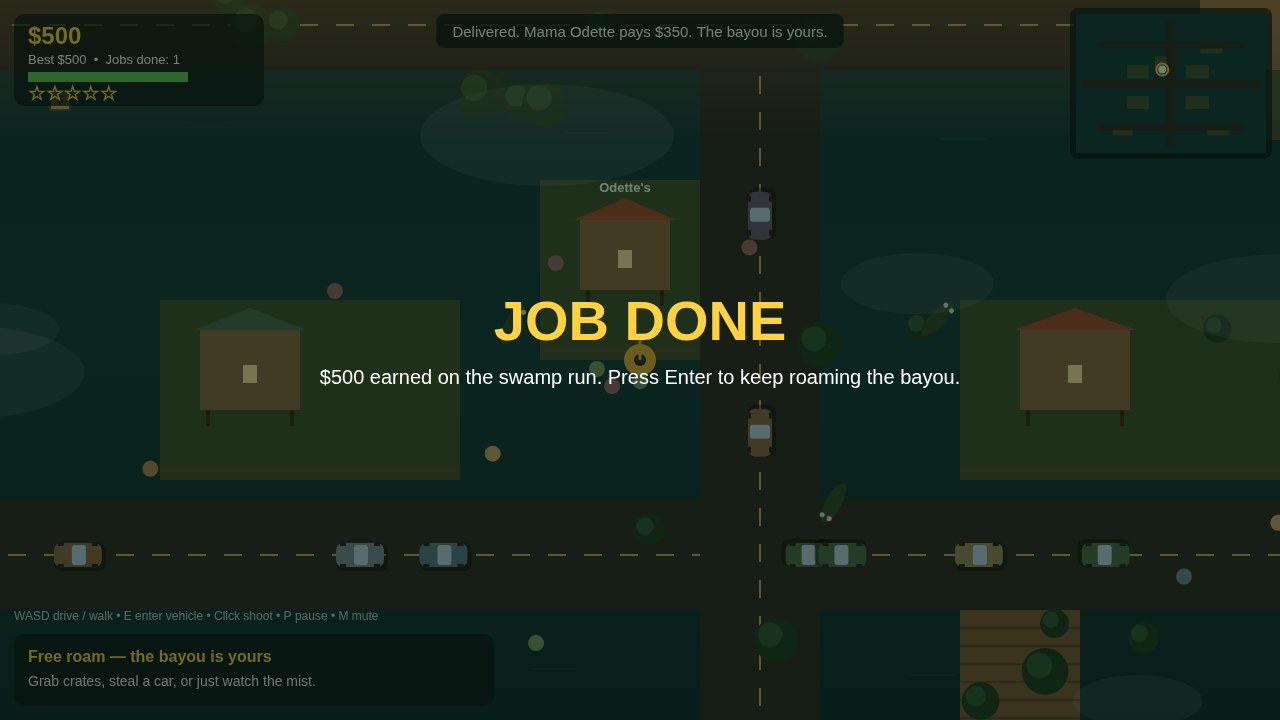 $500
Best $500 • Jobs done: 1
☆☆☆☆☆
Delivered. Mama Odette pays $350. The bayou is yours.
Odette's
JOB DONE
$500 earned on the swamp run. Press Enter to keep roaming the bayou.
WASD drive / walk • E enter vehicle • Click shoot • P pause • M mute
Free roam — the bayou is yours
Grab crates, steal a car, or just watch the mist.